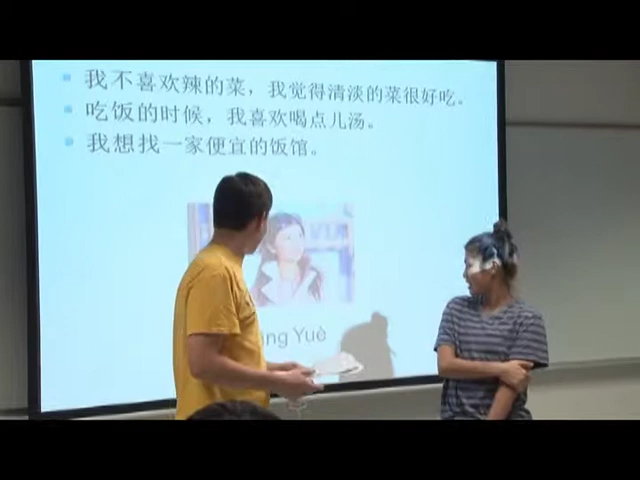 我不喜欢辣的菜，我觉得清淡的菜很好吃.
吃饭的时候，我喜欢喝点儿汤。
我想找一家便宜的饭馆。
Yuè